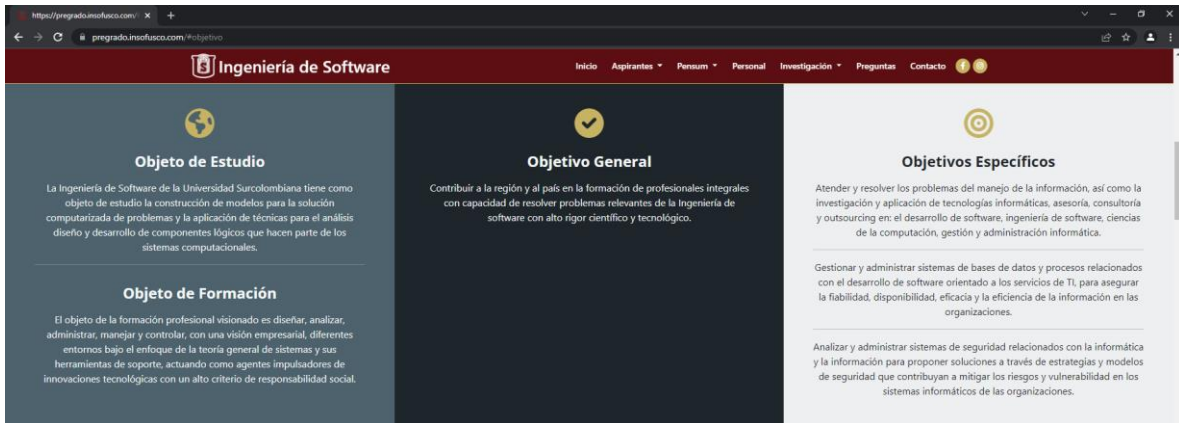 https://pregrado.insofusco.com/
pregrado.insofusco.com/#objetivo
Ingeniería de Software
Inicio Aspirantes Pensum Personal Investigación Preguntas Contacto
Objeto de Estudio
La Ingeniería de Software de la Universidad Surcolombiana tiene como
objeto de estudio la construcción de modelos para la solución
computarizada de problemas y la aplicación de técnicas para el análisis
diseño y desarrollo de componentes lógicos que hacen parte de los
sistemas computacionales.
Objeto de Formación
El objeto de la formación profesional visionado es diseñar, analizar,
administrar, manejar y controlar, con una visión empresarial, diferentes
entornos bajo el enfoque de la teoría general de sistemas y sus
herramientas de soporte, actuando como agentes impulsadores de
innovaciones tecnológicas con un alto criterio de responsabilidad social.
Objetivo General
Contribuir a la región y al país en la formación de profesionales integrales
con capacidad de resolver problemas relevantes de la Ingeniería de
software con alto rigor científico y tecnológico.
Objetivos Específicos
Atender y resolver los problemas del manejo de la información, así como la
investigación y aplicación de tecnologías informáticas, asesoría, consultoría
y outsourcing en: el desarrollo de software, ingeniería de software, ciencias
de la computación, gestión y administración informática.
Gestionar y administrar sistemas de bases de datos y procesos relacionados
con el desarrollo de software orientado a los servicios de TI, para asegurar
la fiabilidad, disponibilidad, eficacia y la eficiencia de la información en las
organizaciones.
Analizar y administrar sistemas de seguridad relacionados con la informática
y la información para proponer soluciones a través de estrategias y modelos
de seguridad que contribuyan a mitigar los riesgos y vulnerabilidad en los
sistemas informáticos de las organizaciones.